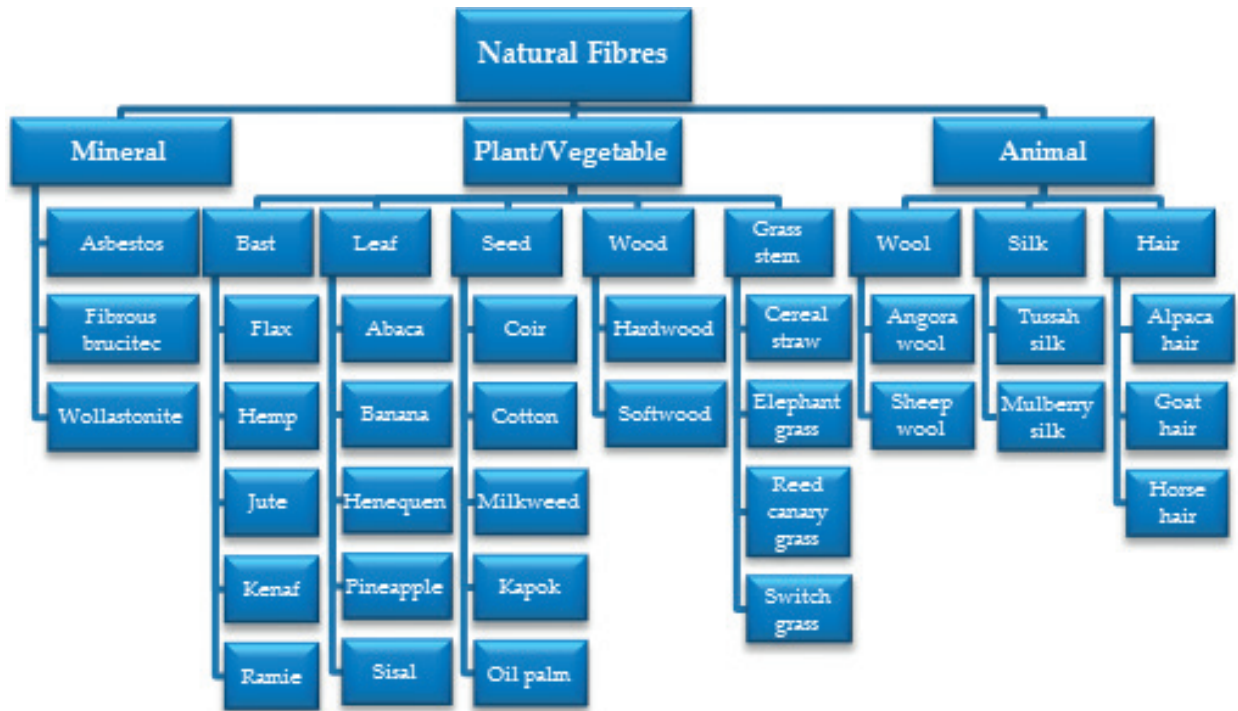 Natural Fibres
Mineral
Plant/Vegetable
Animal
Asbestos
Fibrous
brucitec
Wollastonite
Bast
Flax
Hemp
Jute
Kenaf
Ramie
Leaf
Abaca
Banana
Henequen
Pineapple
Sisal
Seed
Coir
Cotton
Milkweed
Kapok
Oil palm
Wood
Hardwood
Softwood
Grass
stem
Cereal
straw
Elephant
grass
Reed
canary
grass
Switch
grass
Wool
Angora
wool
Sheep
wool
Silk
Tussah
silk
Mulberry
silk
Hair
Alpaca
hair
Goat
hair
Horse
hair